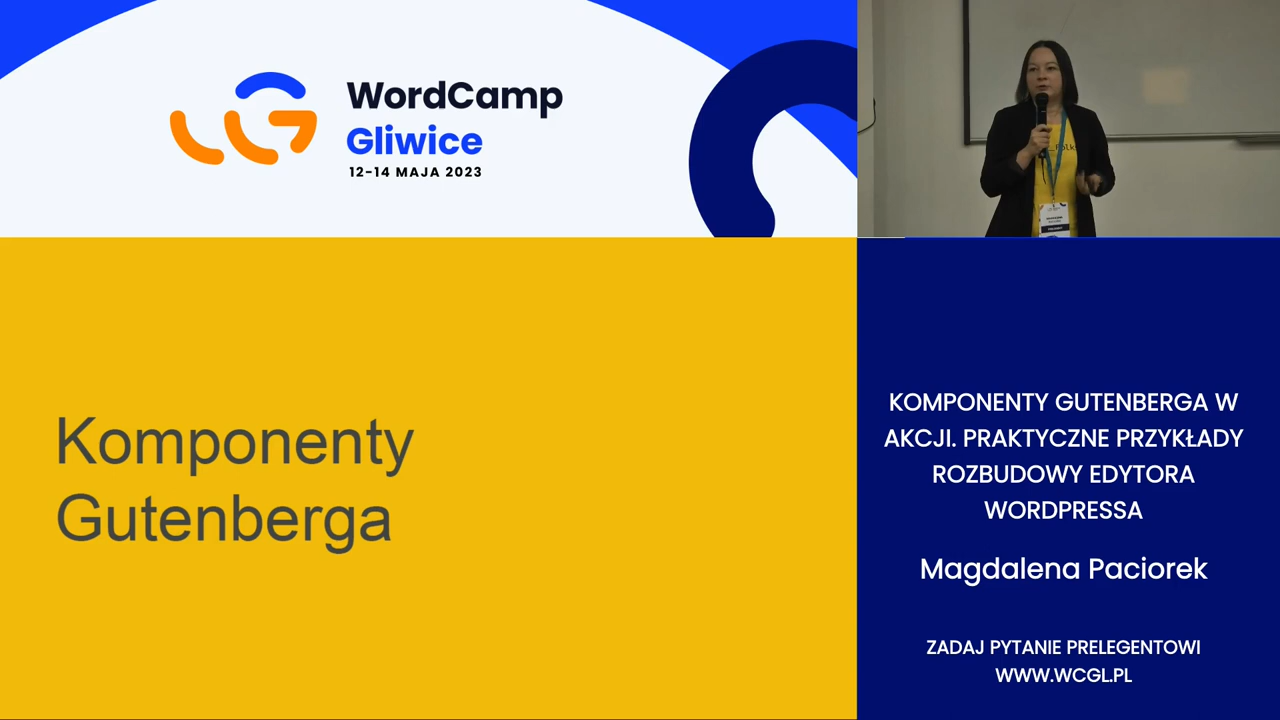 WordCamp
Gliwice
12-14 MAJA 2023
Komponenty
Gutenberga
KOMPONENTY GUTENBERGA W
AKCJI. PRAKTYCZNE PRZYKŁADY
ROZBUDOWY EDYTORA
WORDPRESSA
Magdalena Paciorek
ZADAJ PYTANIE PRELEGENTOWI
WWW.WCGL.PL